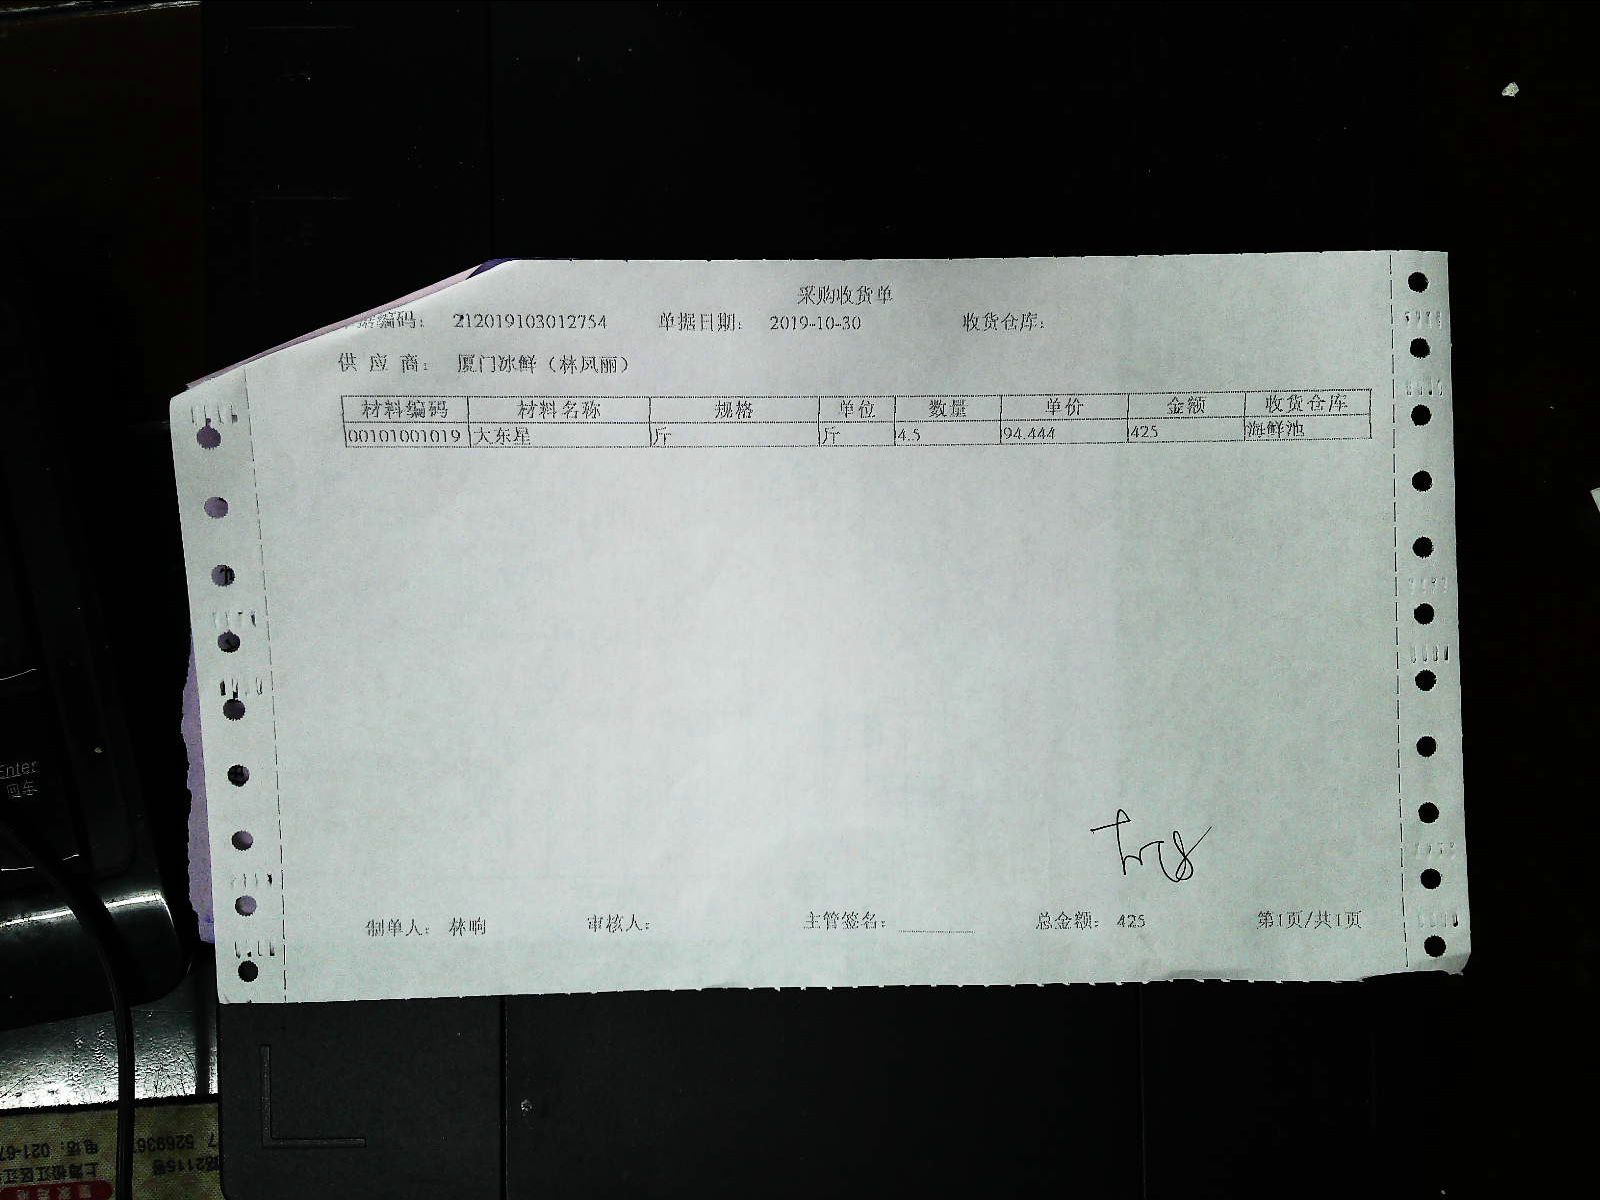 采购收货单
编码： 212019103012754 单据日期： 2019-10-30 收货仓库：
供 应 商： 厦门冰鲜（林凤丽）
材料编码 材料名称 规格 单位 数量 单价 金额 收货仓库
00101001019 大东星 斤 斤 4.5 94.444 425 海鲜池
制单人： 林响 审核人： 主管签名： 总金额： 425 第1页/共1页
Enter
回车